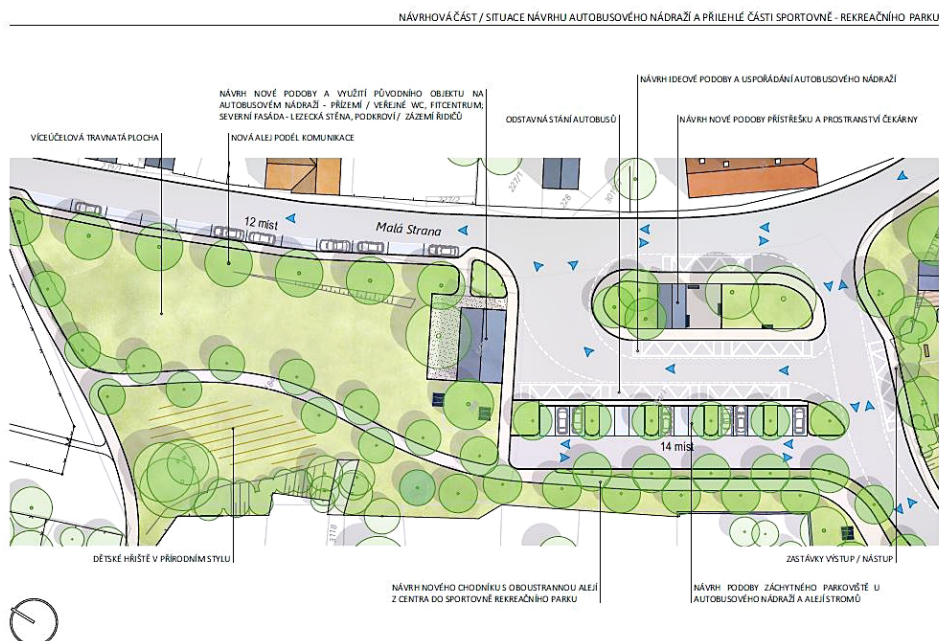 NÁVRHOVÁ ČÁST / SITUACE NÁVRHU AUTOBUSOVÉHO NÁDRAŽÍ A PŘILEHLÉ ČÁSTI SPORTOVNĚ - REKREAČNÍHO PARKU
NÁVRH IDEOVÉ PODOBY A USPOŘÁDÁNÍ AUTOBUSOVÉHO NÁDRAŽÍ
NÁVRH NOVÉ PODOBY A VYUŽITÍ PŮVODNÍHO OBJEKTU NA
AUTOBUSOVÉM NÁDRAŽÍ - PŘÍZEMÍ / VEŘEJNÉ WC, FITCENTRUM;
SEVERNÍ FASÁDA - LEZECKÁ STĚNA, PODKROVÍ / ZÁZEMÍ ŘIDIČŮ
ODSTAVNÁ STÁNÍ AUTOBUSŮ
NÁVRH NOVÉ PODOBY PŘÍSTŘEŠKU A PROSTRANSTVÍ ČEKÁRNY
VÍCEÚČELOVÁ TRAVNATÁ PLOCHA
NOVÁ ALEJ PODÉL KOMUNIKACE
227/1
228
12 míst
Malá Strana
14 míst
DĚTSKÉ HŘIŠTĚ V PŘÍRODNÍM STYLU
ZASTÁVKY VÝSTUP / NÁSTUP
NÁVRH NOVÉHO CHODNÍKU S OBOUSTRANNOU ALEJÍ
Z CENTRA DO SPORTOVNĚ REKREAČNÍHO PARKU
NÁVRH PODOBY ZÁCHYTNÉHO PARKOVIŠTĚ U
AUTOBUSOVÉHO NÁDRAŽÍ A ALEJÍ STROMŮ